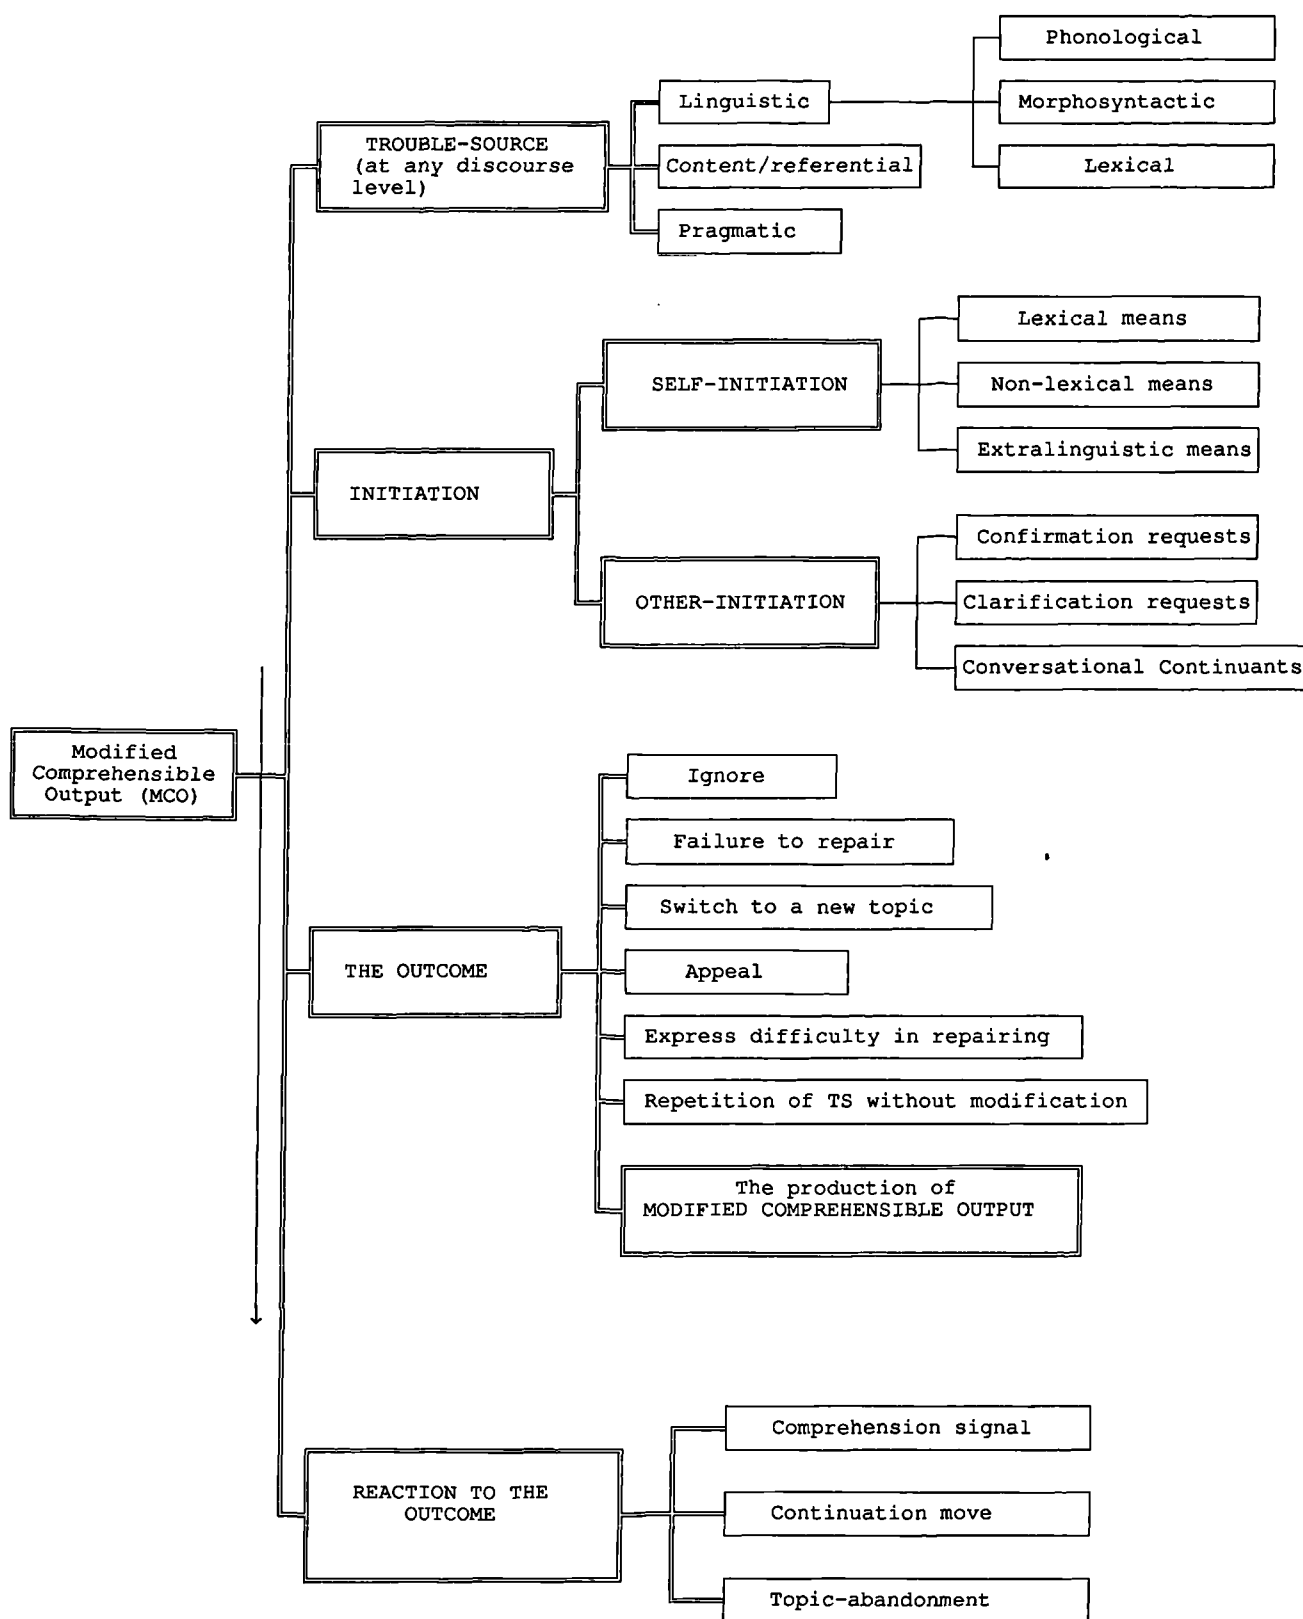 Phonological
Linguistic
Morphosyntactic
TROUBLE-SOURCE
(at any discourse
level)
Content/referential
Lexical
Pragmatic
Lexical means
SELF-INITIATION
Non-lexical means
Extralinguistic means
INITIATION
Confirmation requests
OTHER-INITIATION
Clarification requests
Conversational Continuants
Modified
Comprehensible
Output (MCO)
Ignore
Failure to repair
Switch to a new topic
THE OUTCOME
Appeal
Express difficulty in repairing
Repetition of TS without modification
The production of
MODIFIED COMPREHENSIBLE OUTPUT
Comprehension signal
REACTION TO THE
OUTCOME
Continuation move
Topic-abandonment